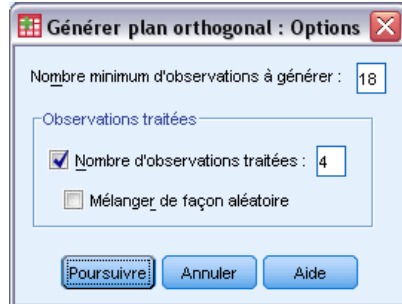 Générer plan orthogonal : Options
Nombre minimum d'observations à générer : 18
Observations traitées
Nombre d'observations traitées : 4
Mélanger de façon aléatoire
Poursuivre Annuler Aide